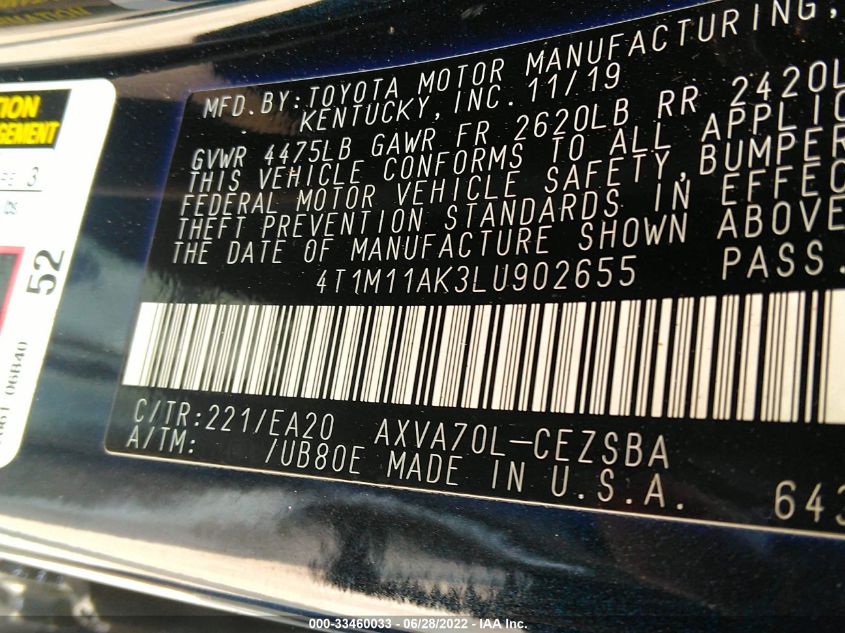 MFD.BY:TOYOTA MOTOR MANUFACTURING,
KENTUCKY,INC. 11/19
GVWR 4475LB GAWR FR 2620LB RR 2420L
THIS VEHICLE CONFORMS TO ALL APPLIC
FEDERAL MOTOR VEHICLE SAFETY,BUMPER
THEFT PREVENTION STANDARDS IN EFFEC
THE DATE OF MANUFACTURE SHOWN ABOVE
4T1M11AK3LU902655 PASS.
C/TR:221/EA20 AXVA70L-CEZSBA
A/TM: /UB80E MADE IN U.S.A. 643
TION
3
52
06B40
000-33460033 - 06/28/2022 - IAA Inc.